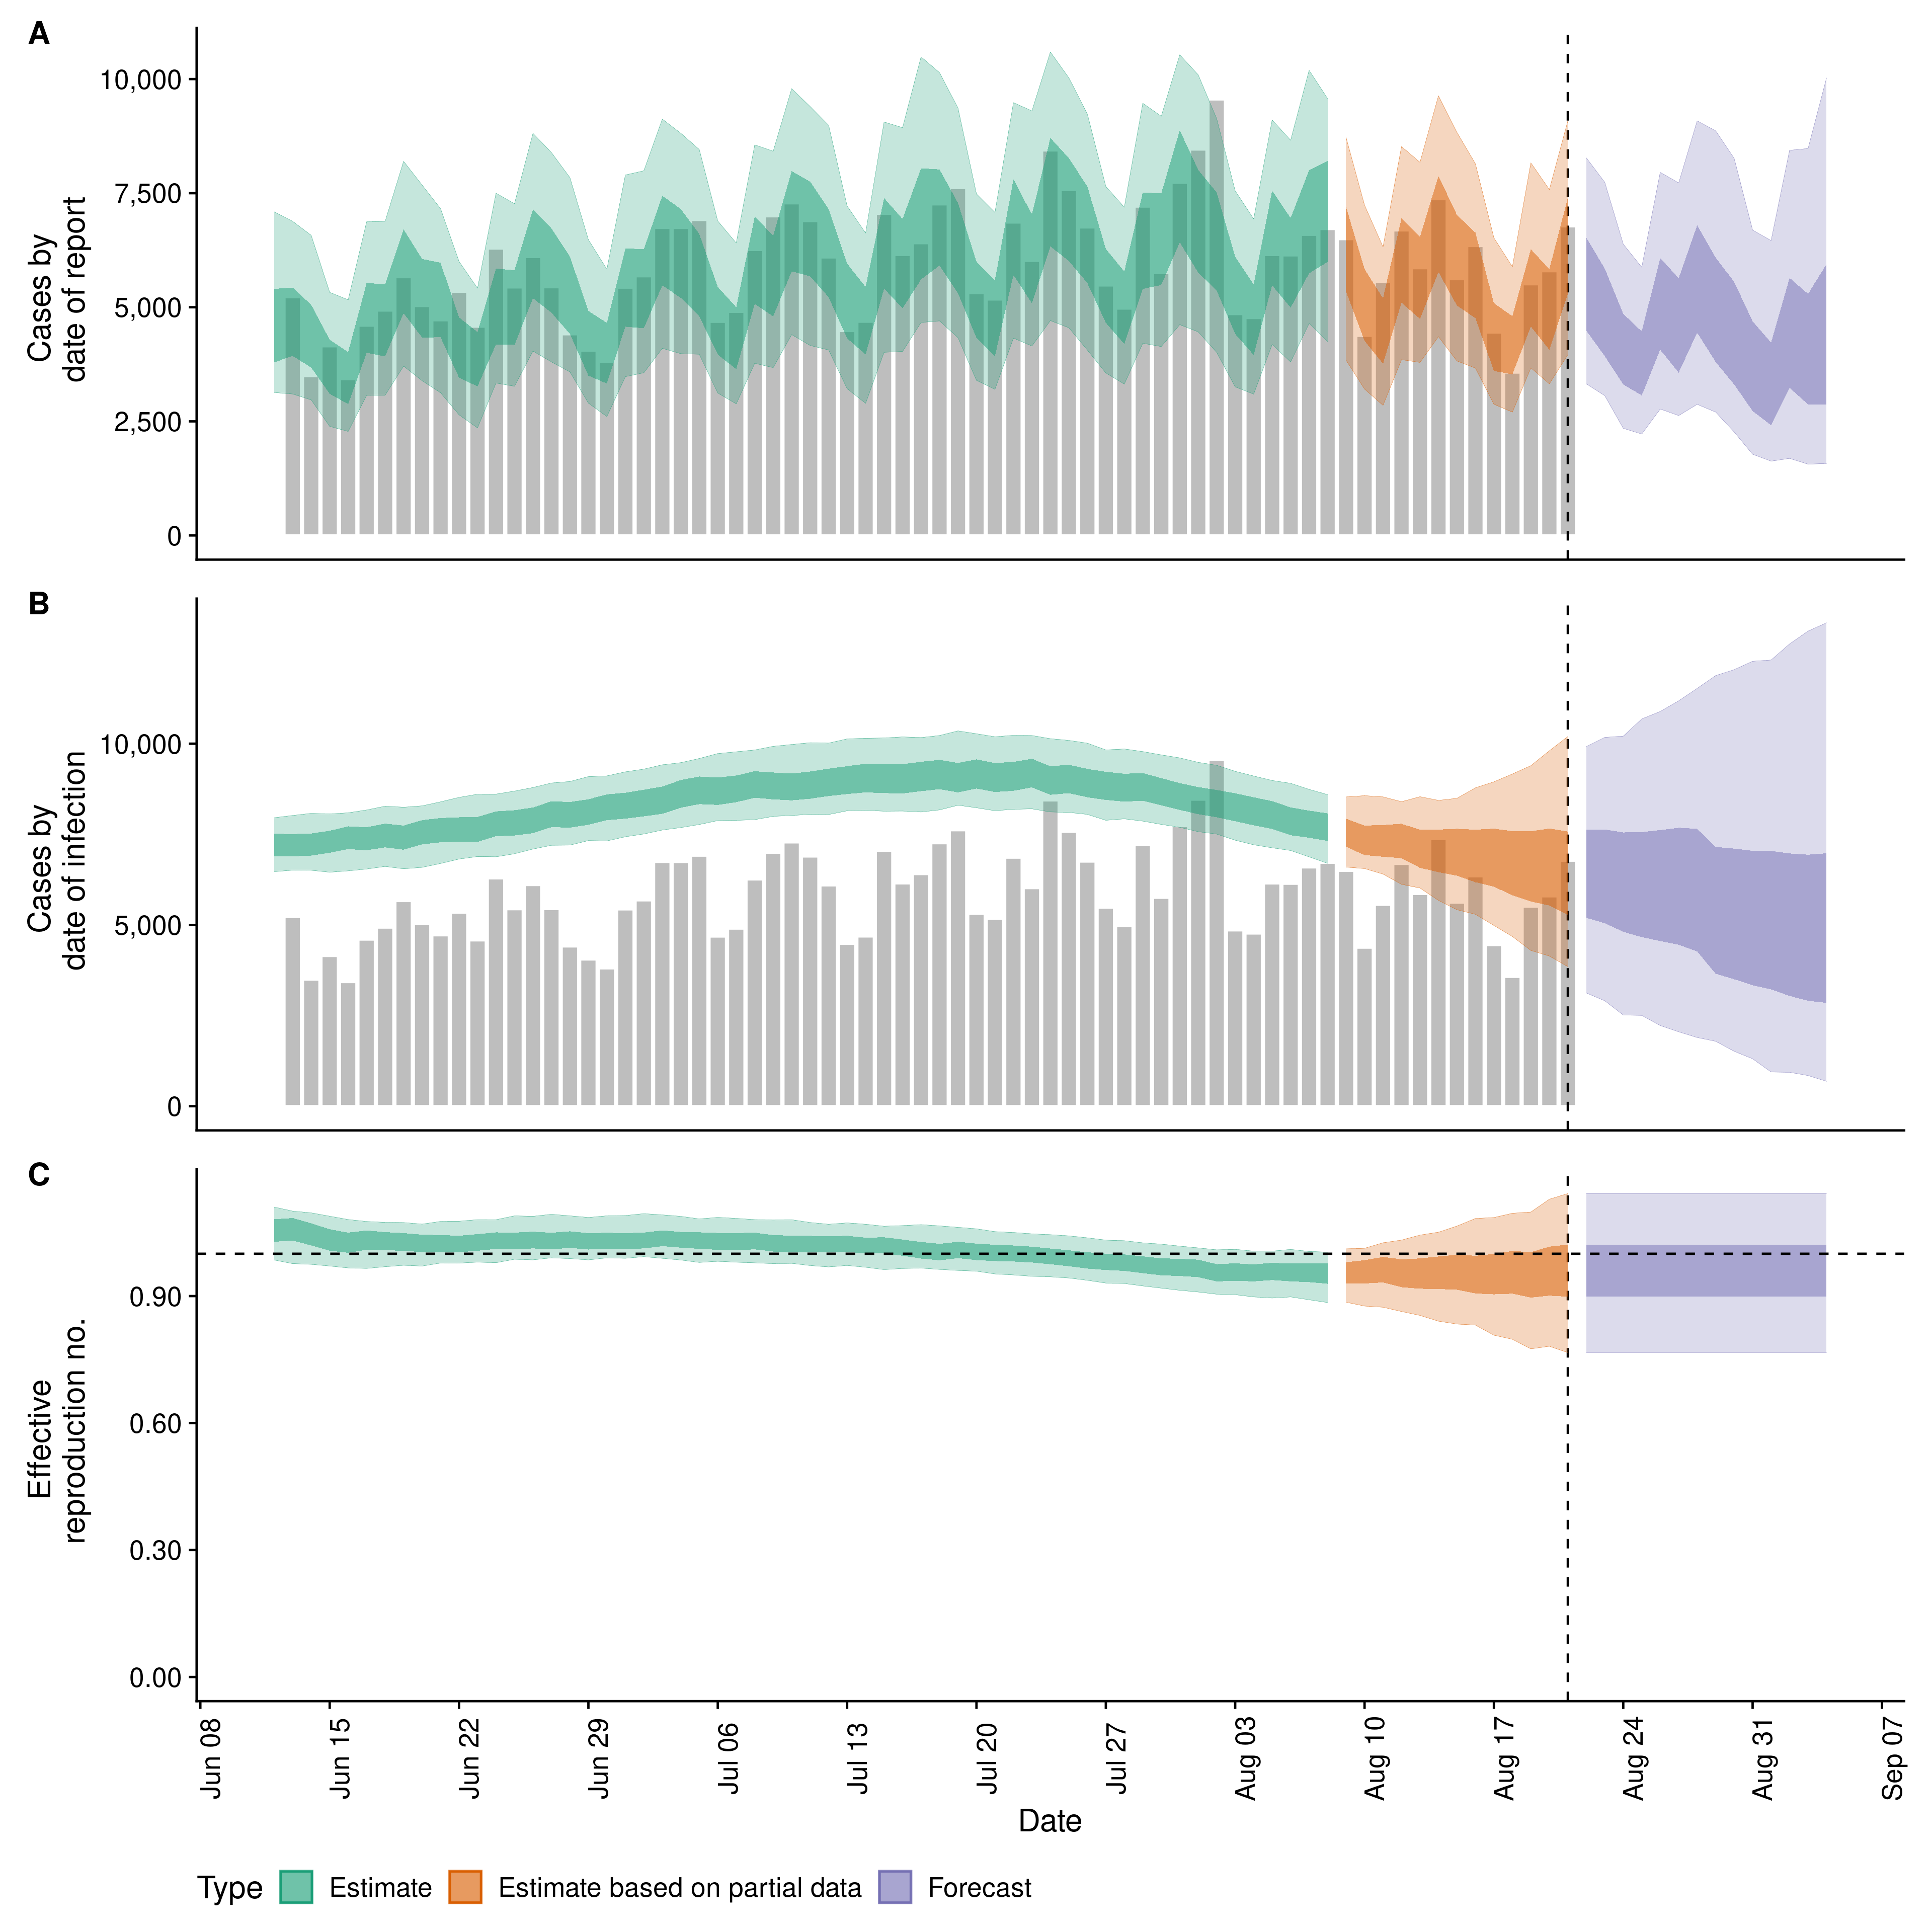 A
Cases by
date of report
10,000
7,500
5,000
2,500
0
B
Cases by
date of infection
10,000
5,000
0
C
Effective
reproduction no.
0.90
0.60
0.30
0.00
Jun 08
Jun 15
Jun 22
Jun 29
Jul 06
Jul 13
Jul 20
Jul 27
Aug 03
Aug 10
Aug 17
Aug 24
Aug 31
Sep 07
Date
Type Estimate Estimate based on partial data Forecast